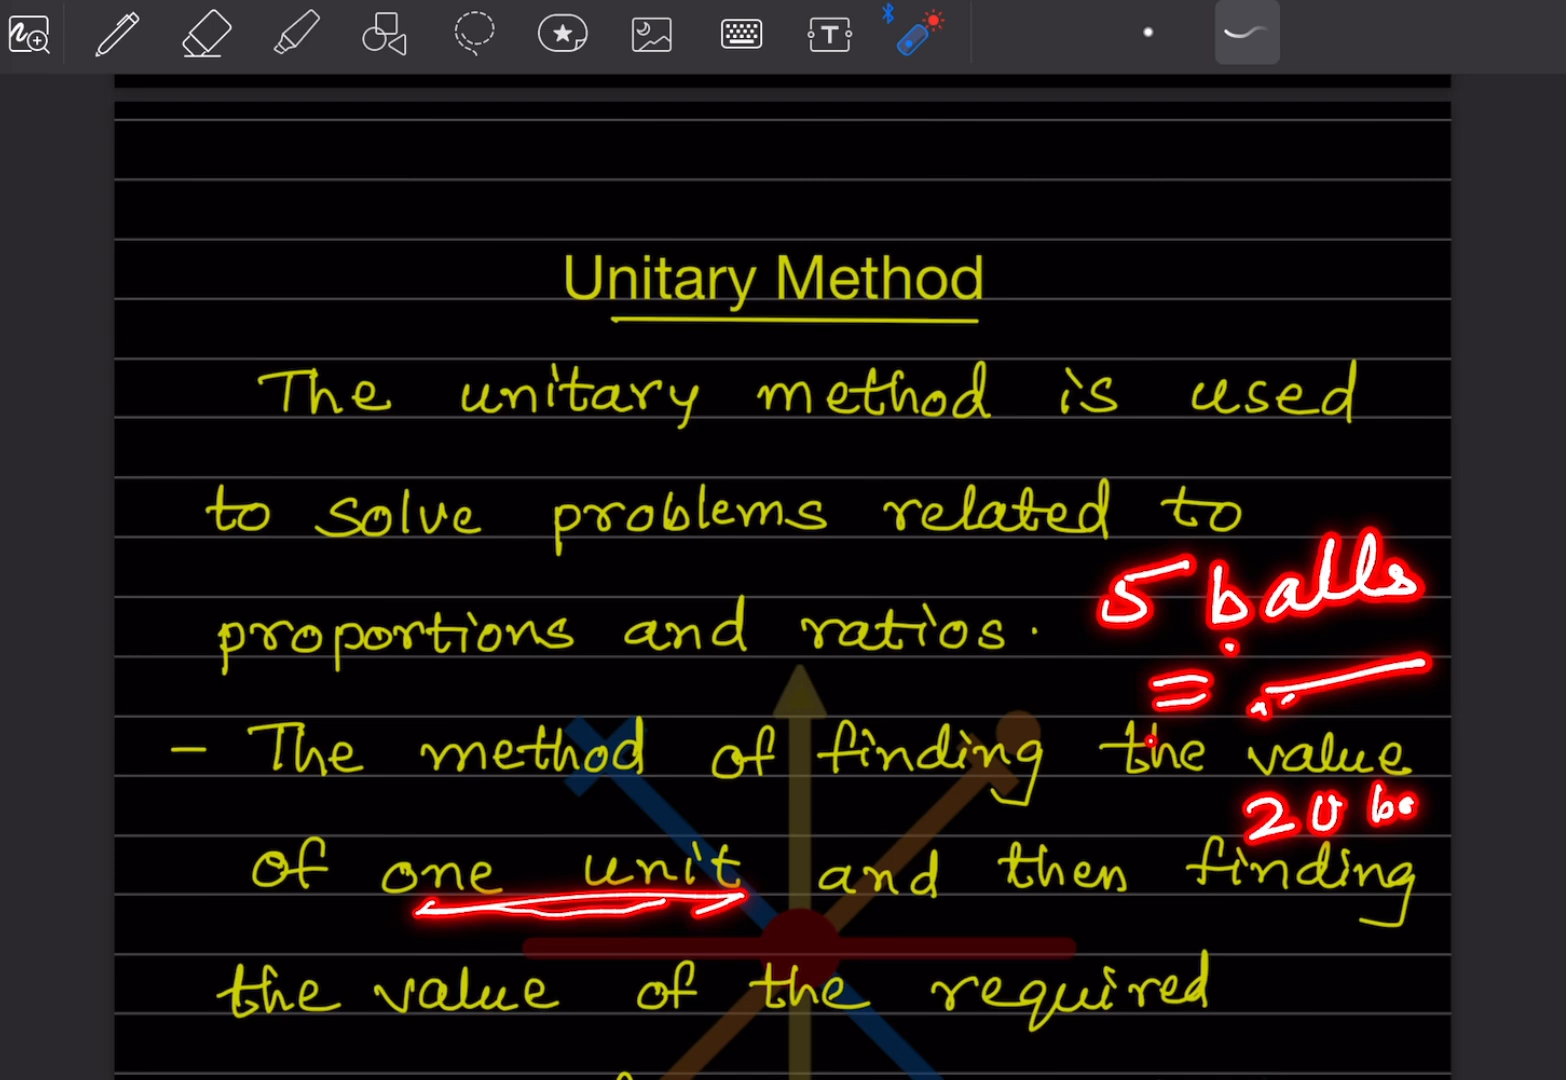 Unitary Method
The unitary method is used
to solve problems related to
5 balls
proportions and ratios.
=
- The method of finding the value
20 ba
of one unit and then finding
the value of the required